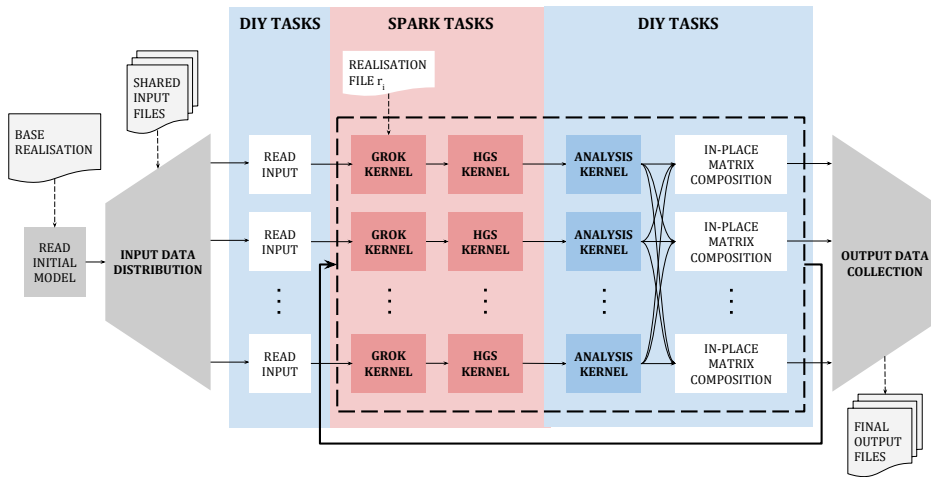 DIY TASKS
SPARK TASKS
DIY TASKS
SHARED
INPUT
FILES
REALISATION
FILE rᵢ
BASE
REALISATION
READ
INITIAL
MODEL
INPUT DATA
DISTRIBUTION
READ
INPUT
GROK
KERNEL
HGS
KERNEL
ANALYSIS
KERNEL
IN-PLACE
MATRIX
COMPOSITION
READ
INPUT
GROK
KERNEL
HGS
KERNEL
ANALYSIS
KERNEL
IN-PLACE
MATRIX
COMPOSITION
READ
INPUT
GROK
KERNEL
HGS
KERNEL
ANALYSIS
KERNEL
IN-PLACE
MATRIX
COMPOSITION
OUTPUT DATA
COLLECTION
FINAL
OUTPUT
FILES